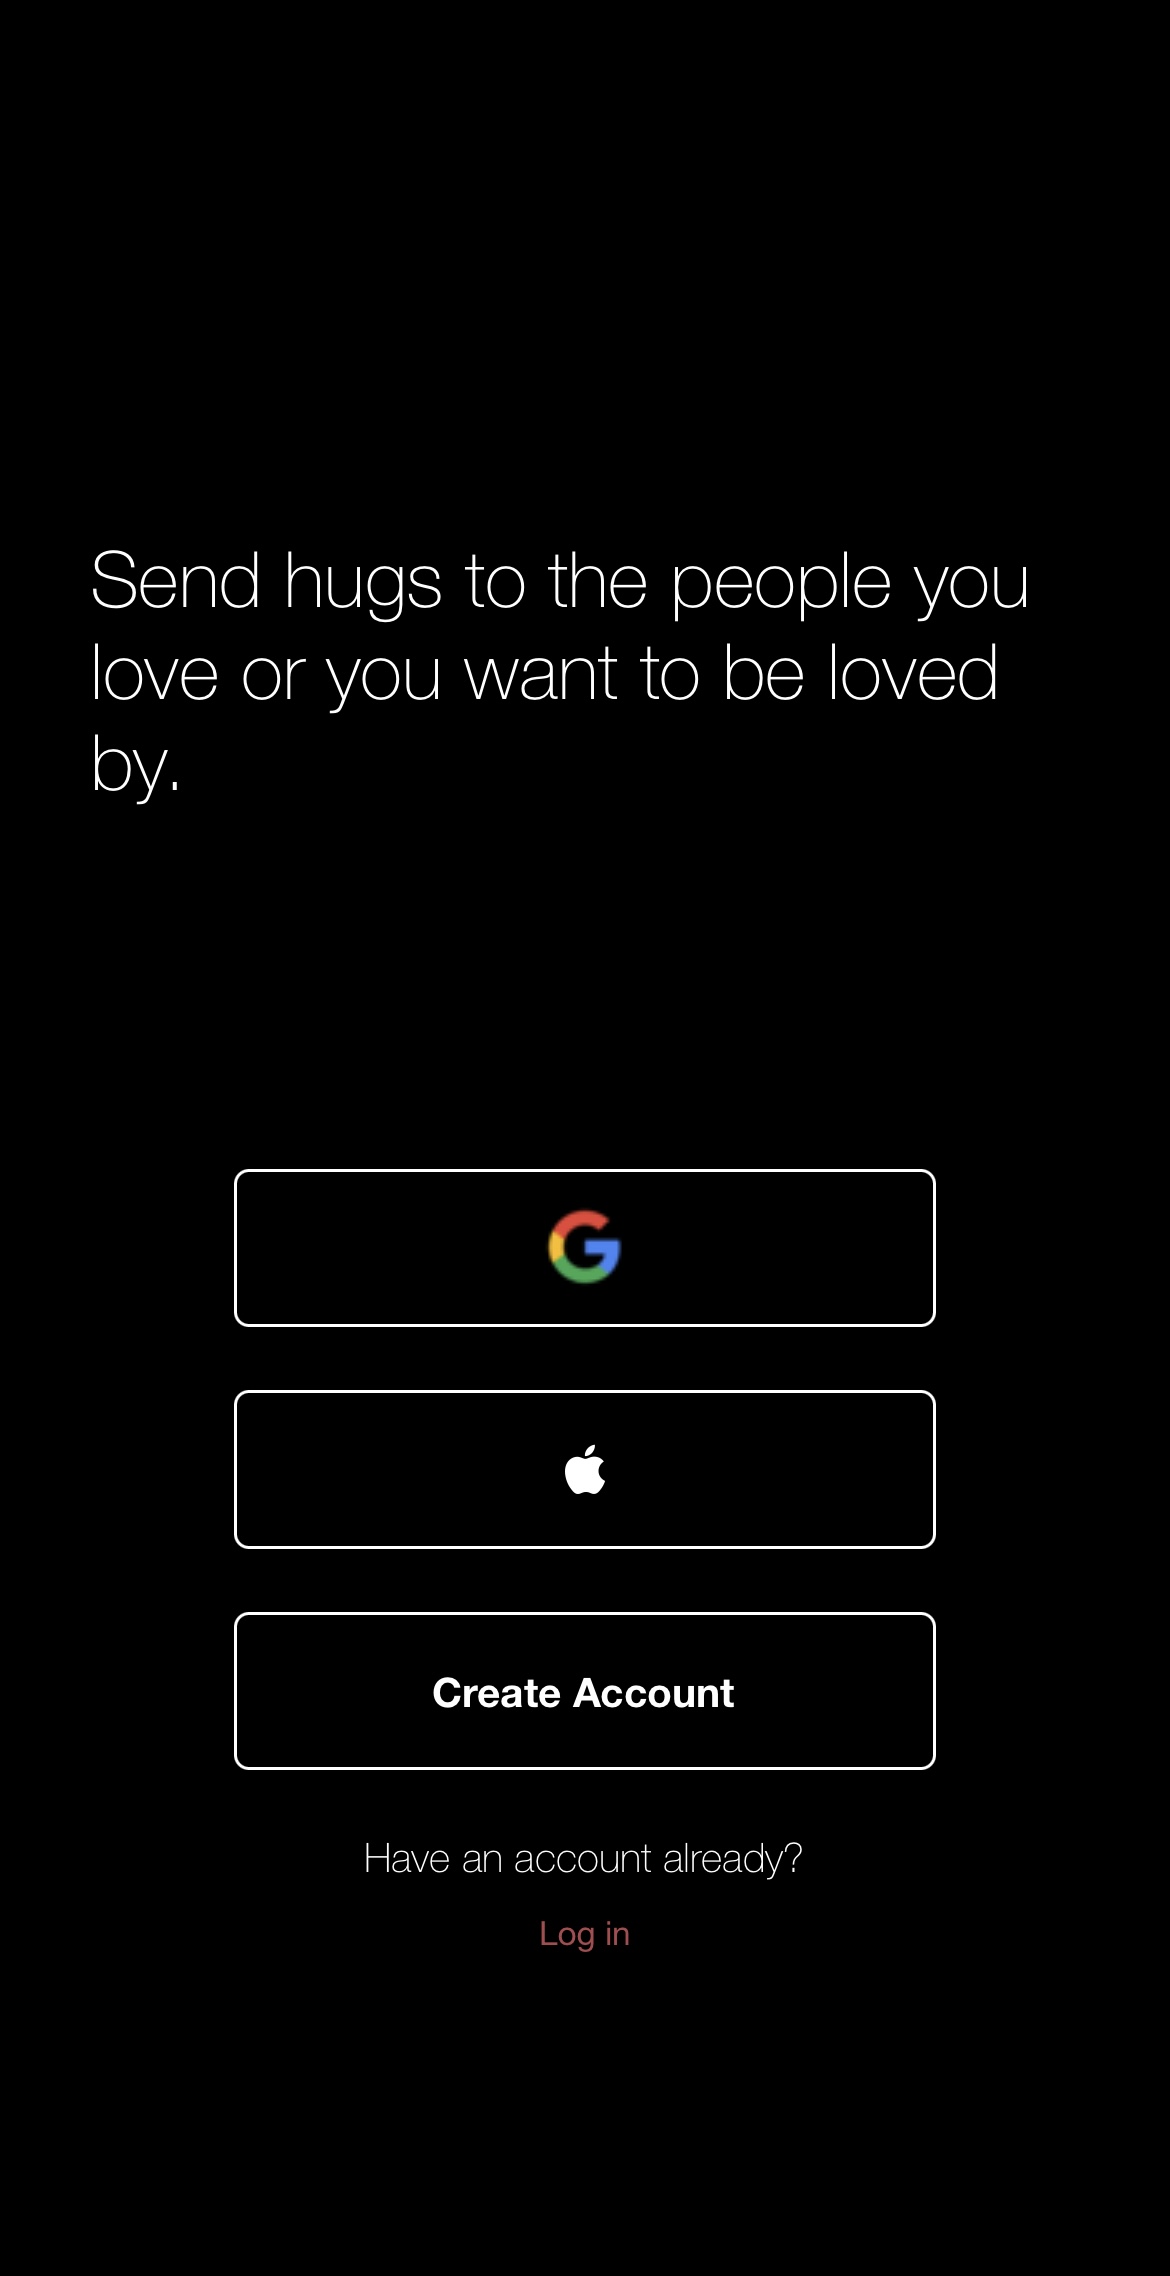 Send hugs to the people you
love or you want to be loved
by.
Create Account
Have an account already?
Log in